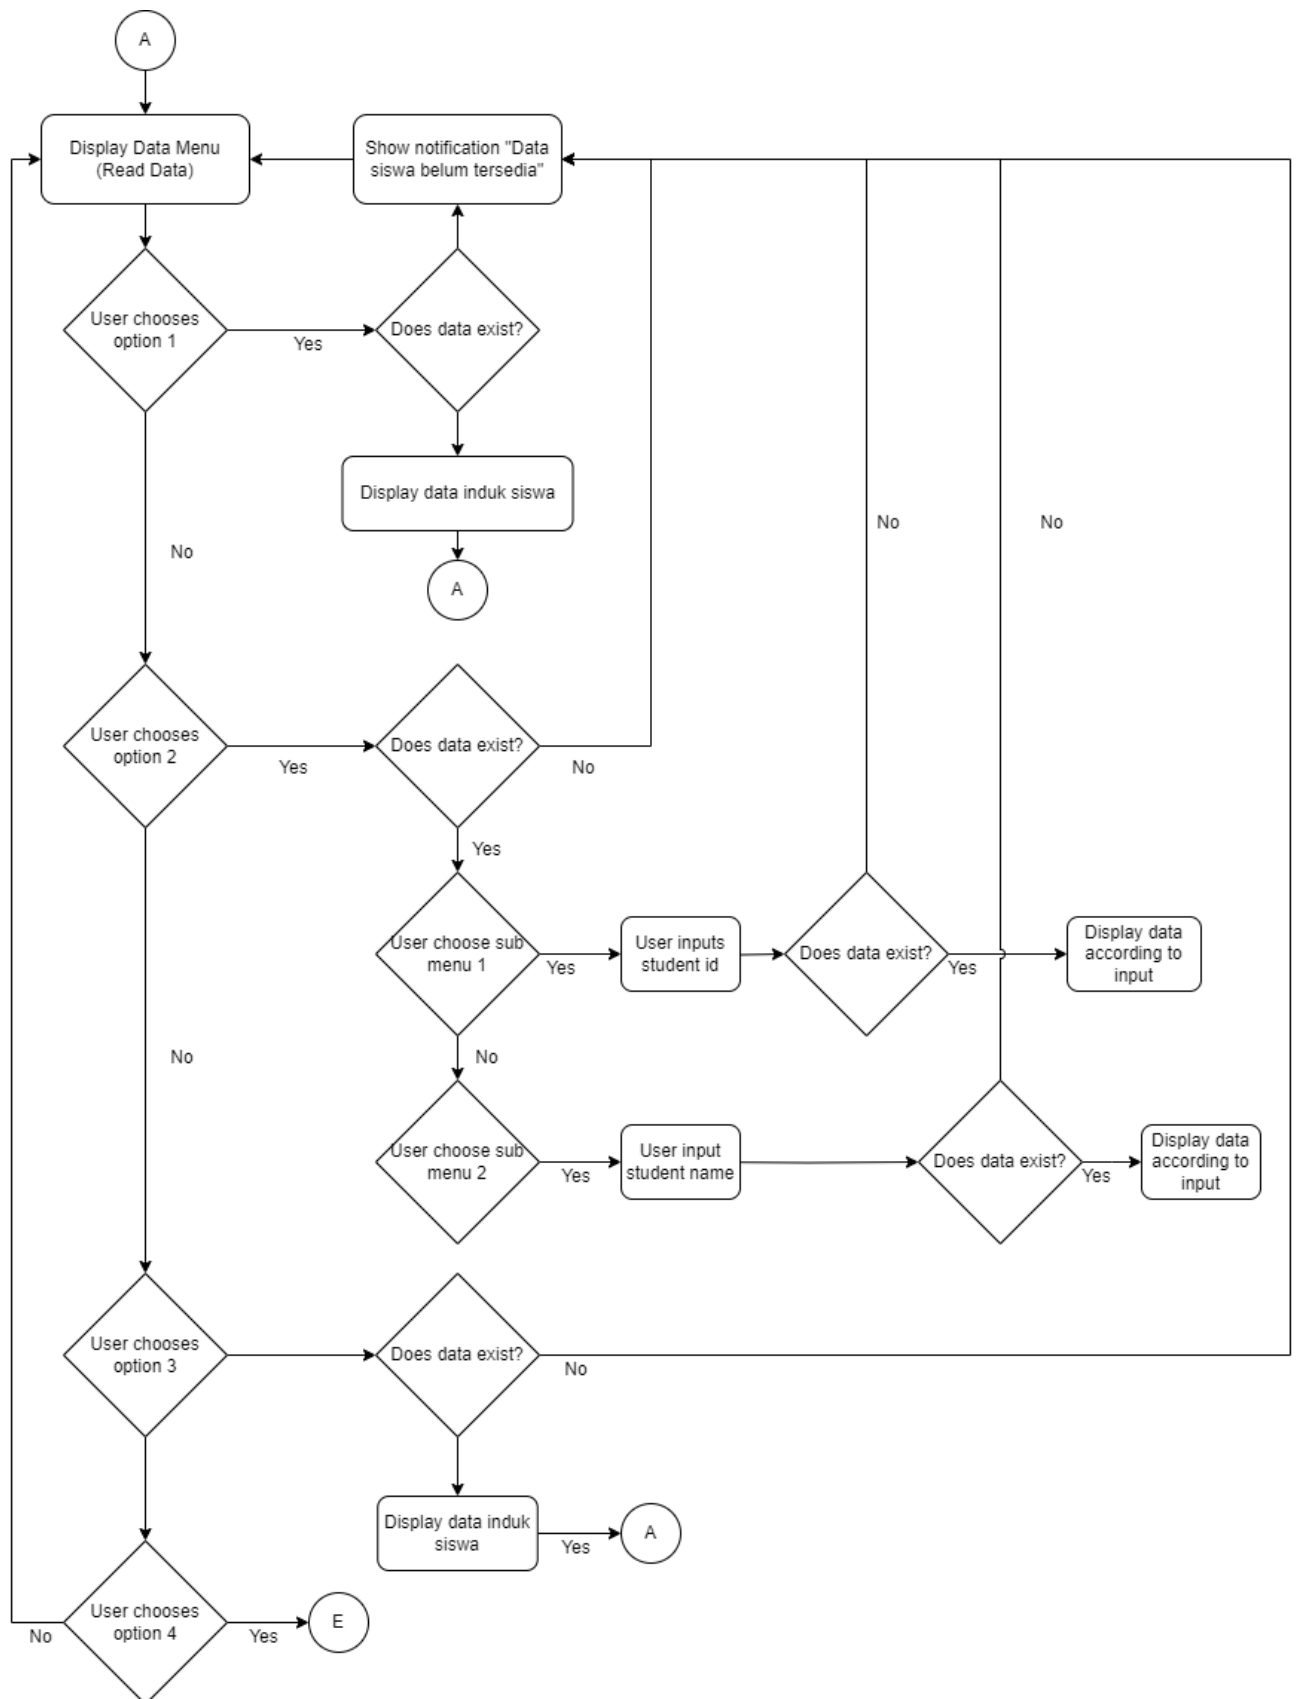 A
Display Data Menu
(Read Data)
Show notification "Data
siswa belum tersedia"
User chooses
option 1
Yes
Does data exist?
Display data induk siswa
No
No
No
A
User chooses
option 2
Yes
Does data exist?
No
Yes
User choose sub
menu 1
Yes
User inputs
student id
Does data exist?
Yes
Display data
according to
input
No
No
User choose sub
menu 2
Yes
User input
student name
Does data exist?
Yes
Display data
according to
input
User chooses
option 3
Does data exist?
No
Display data induk
siswa
Yes
A
User chooses
option 4
No
Yes
E